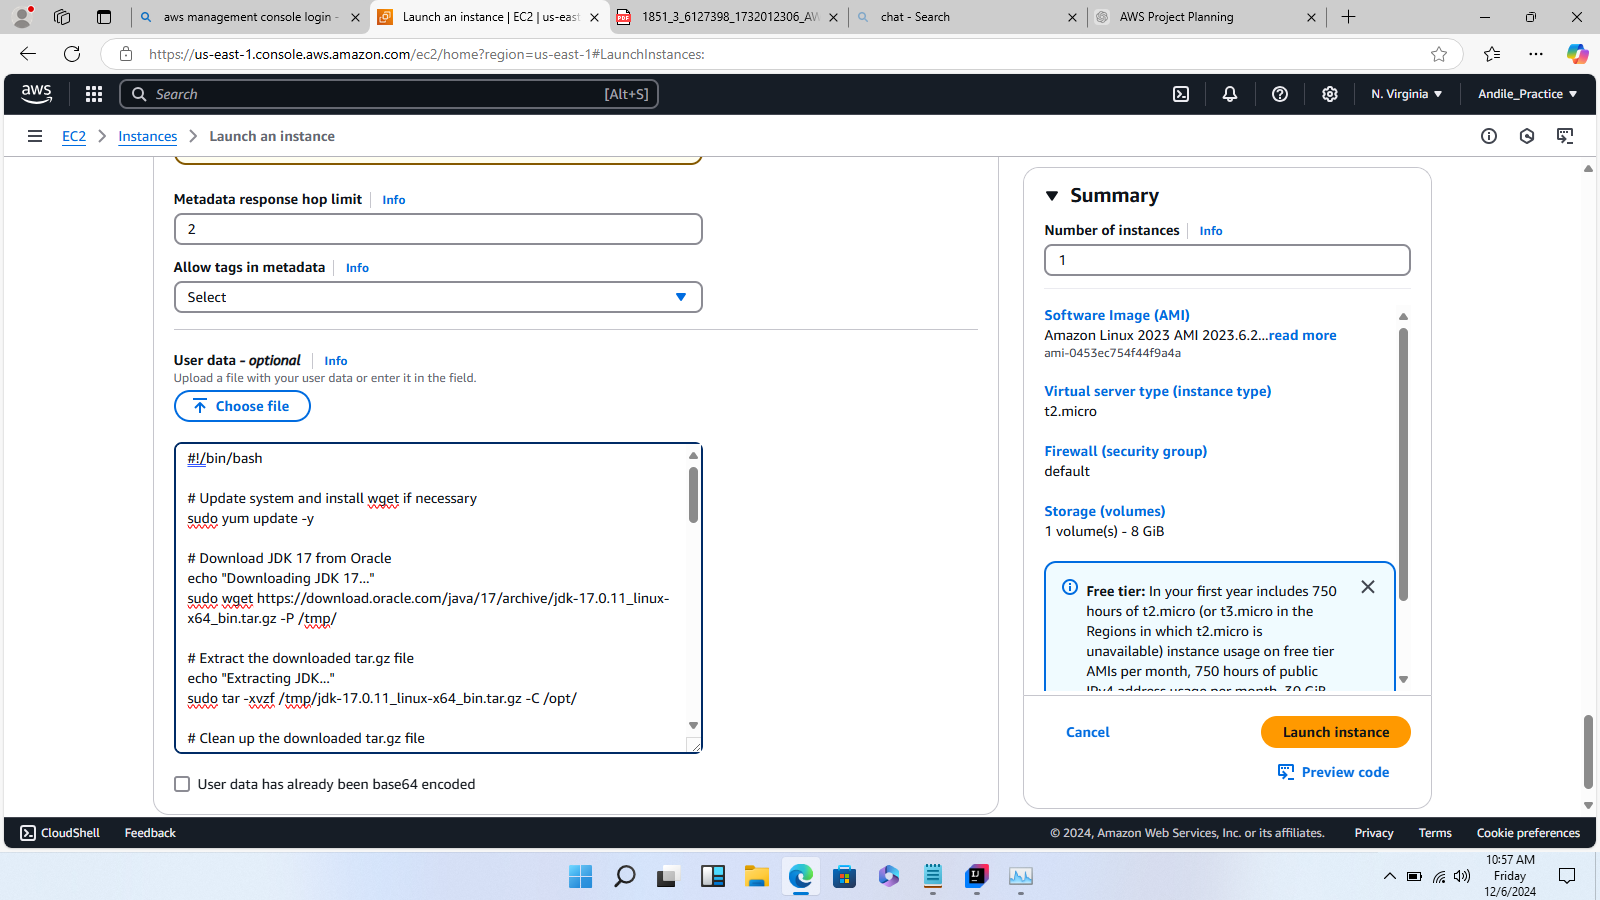 aws management console login -
Launch an instance | EC2 | us-east
1851_3_6127398_1732012306_AW
chat - Search
AWS Project Planning
https://us-east-1.console.aws.amazon.com/ec2/home?region=us-east-1#LaunchInstances:
aws
Search
[Alt+S]
N. Virginia
Andile_Practice
EC2
Instances
Launch an instance
Metadata response hop limit
Info
2
Allow tags in metadata
Info
Select
User data - optional
Info
Upload a file with your user data or enter it in the field.
Choose file
#!/bin/bash
# Update system and install wget if necessary
sudo yum update -y
# Download JDK 17 from Oracle
echo "Downloading JDK 17..."
sudo wget https://download.oracle.com/java/17/archive/jdk-17.0.11_linux-
x64_bin.tar.gz -P /tmp/
# Extract the downloaded tar.gz file
echo "Extracting JDK..."
sudo tar -xvzf /tmp/jdk-17.0.11_linux-x64_bin.tar.gz -C /opt/
# Clean up the downloaded tar.gz file
User data has already been base64 encoded
Summary
Number of instances
Info
1
Software Image (AMI)
Amazon Linux 2023 AMI 2023.6.2...read more
ami-0453ec754f44f9a4a
Virtual server type (instance type)
t2.micro
Firewall (security group)
default
Storage (volumes)
1 volume(s) - 8 GiB
Free tier: In your first year includes 750
hours of t2.micro (or t3.micro in the
Regions in which t2.micro is
unavailable) instance usage on free tier
AMIs per month, 750 hours of public
IPv4 address usage per month, 30 GiB
Cancel
Launch instance
Preview code
CloudShell
Feedback
© 2024, Amazon Web Services, Inc. or its affiliates.
Privacy
Terms
Cookie preferences
10:57 AM
Friday
12/6/2024